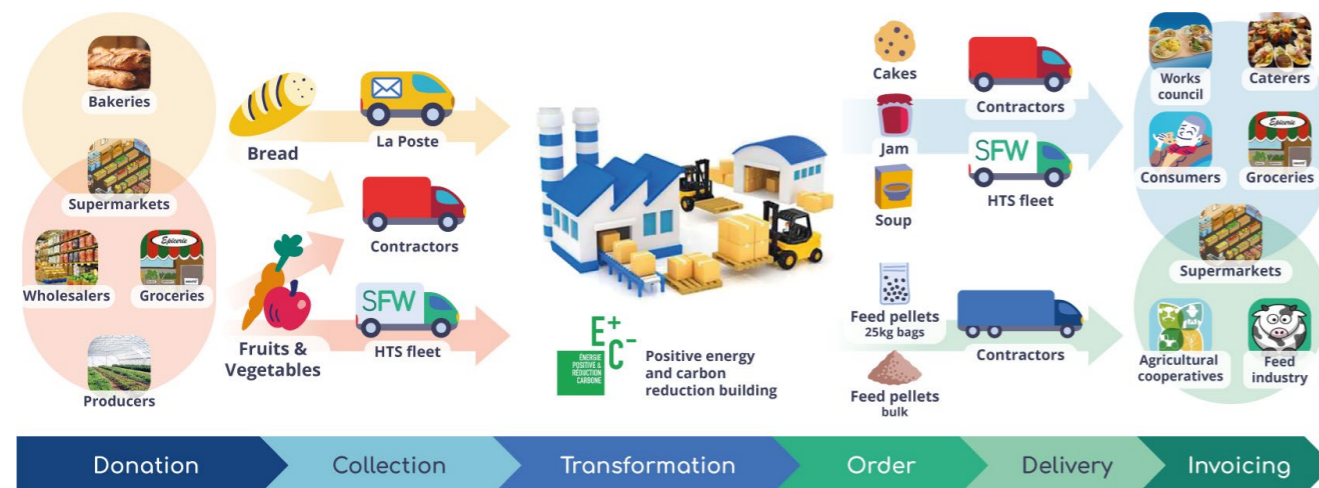 Bakeries
Supermarkets
Wholesalers
Epicerie
Groceries
Producers
Bread
La Poste
Contractors
Fruits &
Vegetables
SFW
HTS fleet
E+
C-
ÉNERGIE
POSITIVE &
RÉDUCTION
CARBONE
Positive energy
and carbon
reduction building
Cakes
Jam
Soup
Contractors
SFW
HTS fleet
Feed pellets
25kg bags
Feed pellets
bulk
Contractors
Works
council
Caterers
Consumers
Epicerie
Groceries
Supermarkets
Agricultural
cooperatives
Feed
industry
Donation
Collection
Transformation
Order
Delivery
Invoicing